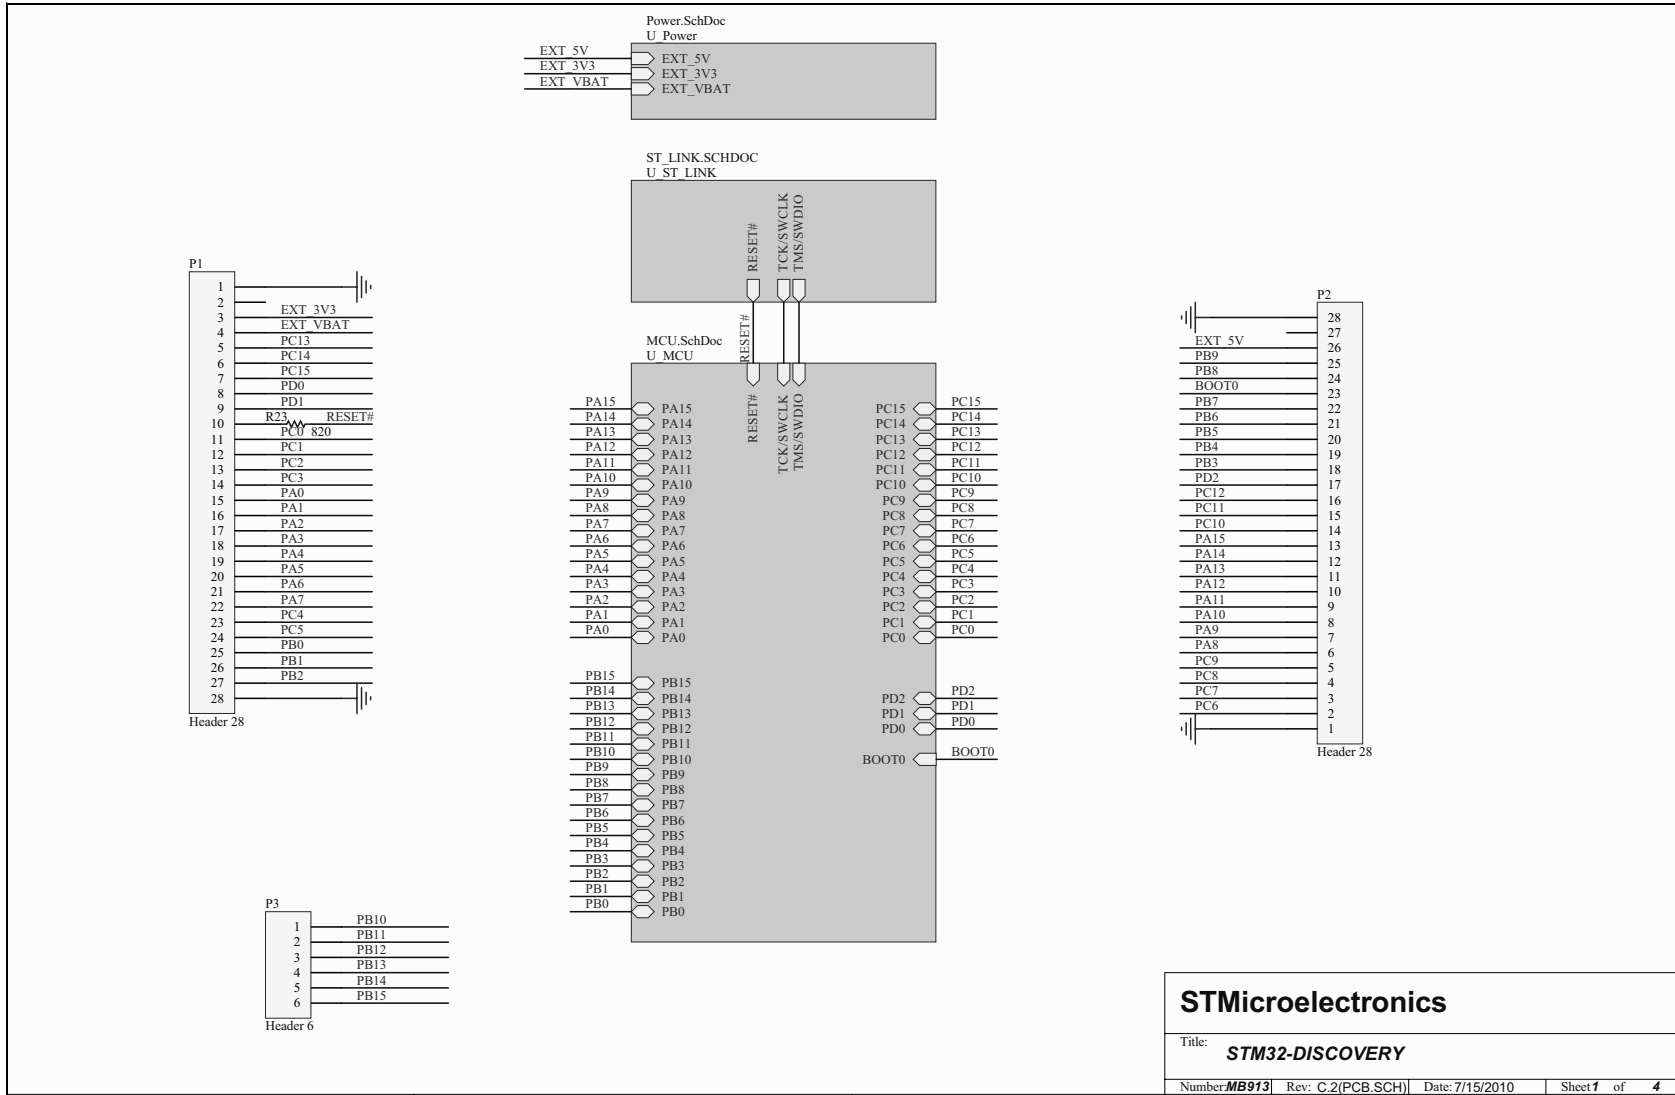 Power.SchDoc
U_Power
EXT_5V EXT_5V
EXT_3V3 EXT_3V3
EXT_VBAT EXT_VBAT
ST_LINK.SCHDOC
U_ST_LINK
RESET#
TCK/SWCLK
TMS/SWDIO
RESET#
MCU.SchDoc
U_MCU
RESET#
TCK/SWCLK
TMS/SWDIO
P1
1
2
3 EXT_3V3
4 EXT_VBAT
5 PC13
6 PC14
7 PC15
8 PD0
9 PD1
10 R23 820 RESET#
11 PC0
12 PC1
13 PC2
14 PC3
15 PA0
16 PA1
17 PA2
18 PA3
19 PA4
20 PA5
21 PA6
22 PA7
23 PC4
24 PC5
25 PB0
26 PB1
27 PB2
28
Header 28
PA15 PA15
PA14 PA14
PA13 PA13
PA12 PA12
PA11 PA11
PA10 PA10
PA9 PA9
PA8 PA8
PA7 PA7
PA6 PA6
PA5 PA5
PA4 PA4
PA3 PA3
PA2 PA2
PA1 PA1
PA0 PA0
PB15 PB15
PB14 PB14
PB13 PB13
PB12 PB12
PB11 PB11
PB10 PB10
PB9 PB9
PB8 PB8
PB7 PB7
PB6 PB6
PB5 PB5
PB4 PB4
PB3 PB3
PB2 PB2
PB1 PB1
PB0 PB0
PC15 PC15
PC14 PC14
PC13 PC13
PC12 PC12
PC11 PC11
PC10 PC10
PC9 PC9
PC8 PC8
PC7 PC7
PC6 PC6
PC5 PC5
PC4 PC4
PC3 PC3
PC2 PC2
PC1 PC1
PC0 PC0
PD2 PD2
PD1 PD1
PD0 PD0
BOOT0 BOOT0
P2
28
27
EXT_5V 26
PB9 25
PB8 24
BOOT0 23
PB7 22
PB6 21
PB5 20
PB4 19
PB3 18
PD2 17
PC12 16
PC11 15
PC10 14
PA15 13
PA14 12
PA13 11
PA12 10
PA11 9
PA10 8
PA9 7
PA8 6
PC9 5
PC8 4
PC7 3
PC6 2
1
Header 28
P3
1 PB10
2 PB11
3 PB12
4 PB13
5 PB14
6 PB15
Header 6
STMicroelectronics
Title:
STM32-DISCOVERY
Number:MB913 Rev: C.2(PCB.SCH) Date:7/15/2010 Sheet 1 of 4